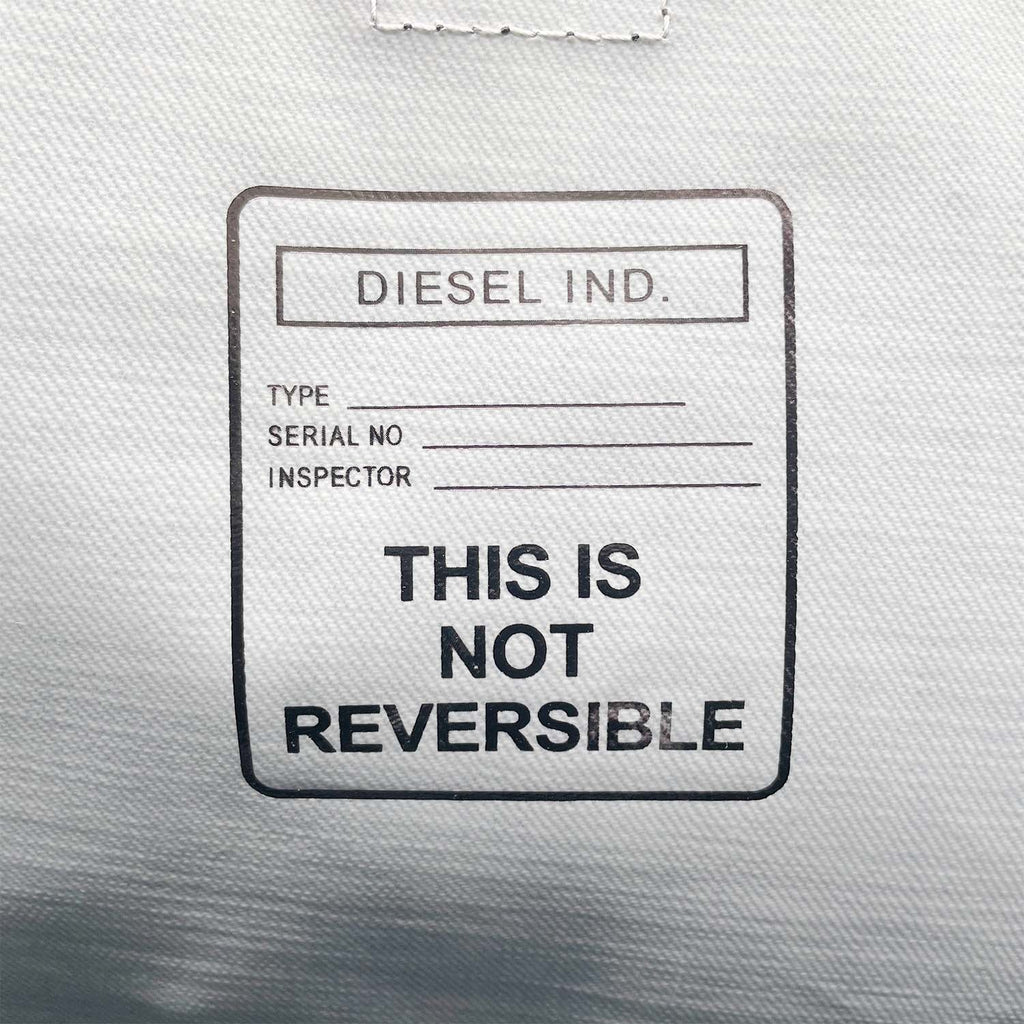 DIESEL IND.
TYPE
SERIAL NO
INSPECTOR
THIS IS
NOT
REVERSIBLE